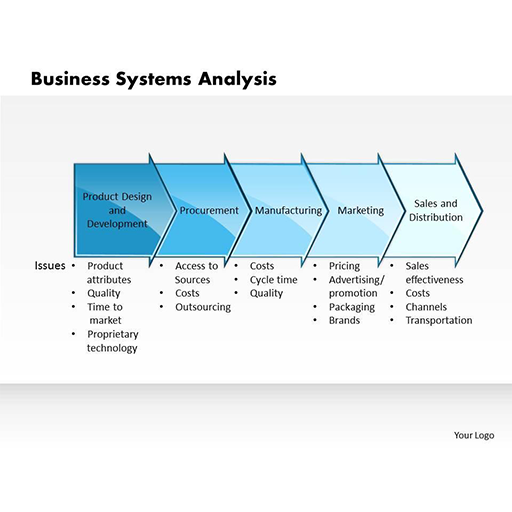 Business Systems Analysis
Product Design
and
Development
Procurement
Manufacturing
Marketing
Sales and
Distribution
Issues
• Product
attributes
• Quality
• Time to
market
• Proprietary
technology
• Access to
Sources
• Costs
• Outsourcing
• Costs
• Cycle time
• Quality
• Pricing
• Advertising/
promotion
• Packaging
• Brands
• Sales
effectiveness
• Costs
• Channels
• Transportation
Your Logo